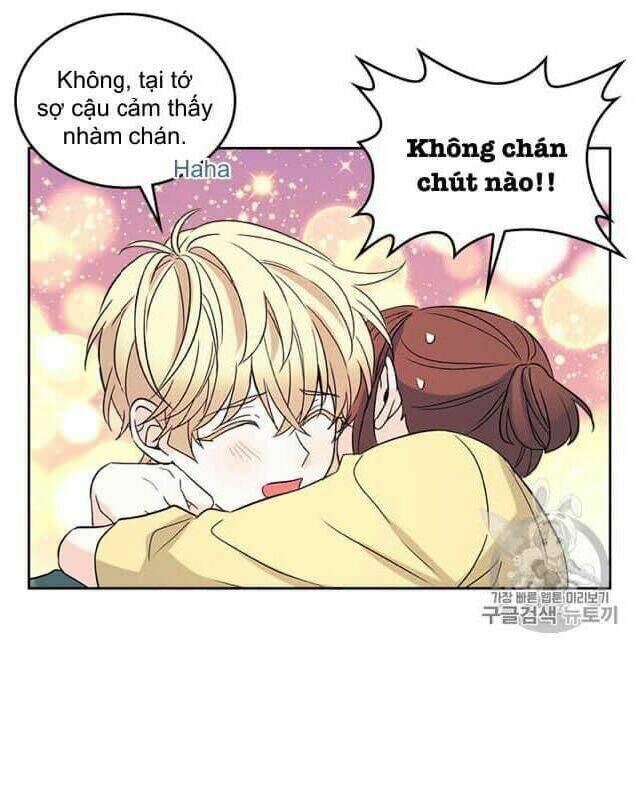 Không, tại tớ
sợ cậu cảm thấy
nhàm chán.
Haha
Không chán
chút nào!!
가장 빠른 웹툰 미리보기
구글검색 뉴토끼